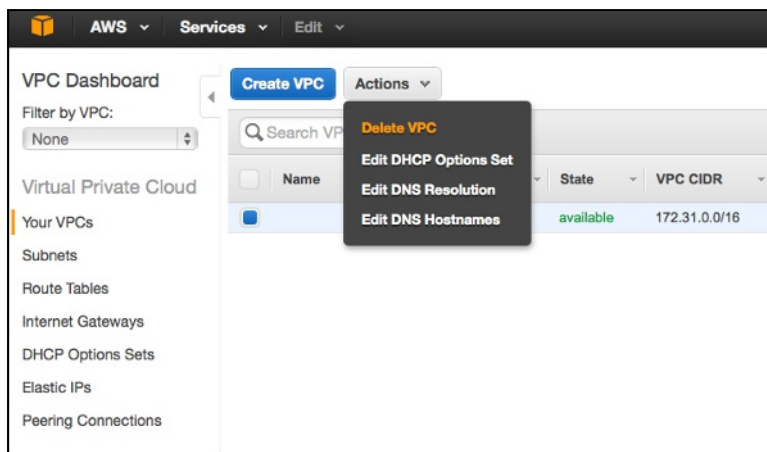 AWS Services Edit
VPC Dashboard
Filter by VPC:
None
Virtual Private Cloud
Your VPCs
Subnets
Route Tables
Internet Gateways
DHCP Options Sets
Elastic IPs
Peering Connections
Create VPC Actions
Search VP
Delete VPC
Edit DHCP Options Set
Edit DNS Resolution
Edit DNS Hostnames
Name State VPC CIDR
available 172.31.0.0/16